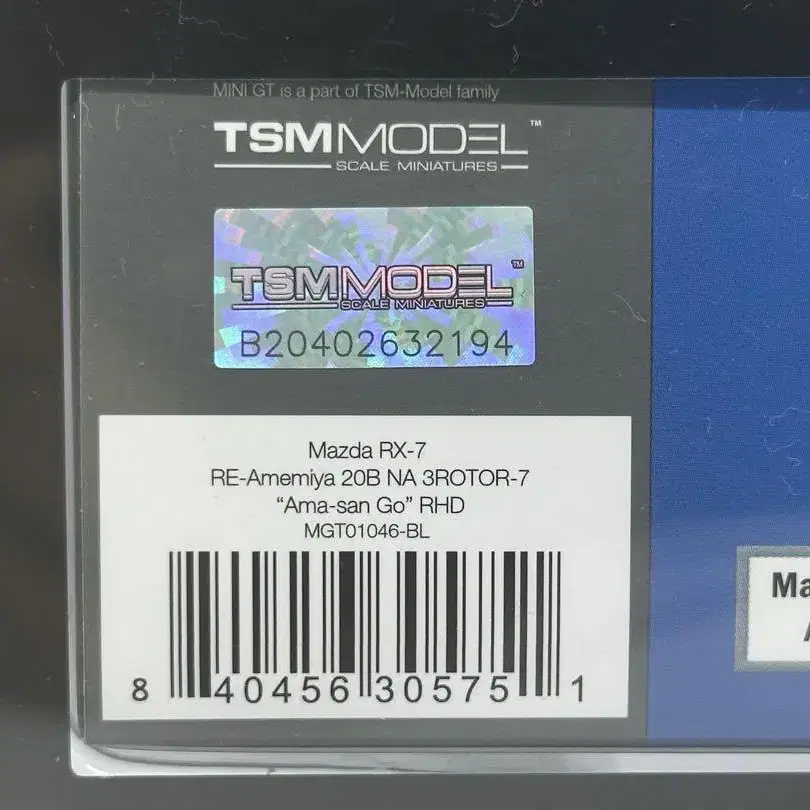 MINI GT is a part of TSM-Model family
TSMMODEL™
SCALE MINIATURES
TSMMODEL™
SCALE MINIATURES
B20402632194
Mazda RX-7
RE-Amemiya 20B NA 3ROTOR-7
“Ama-san Go” RHD
MGT01046-BL
8 40456 30575 1
Ma